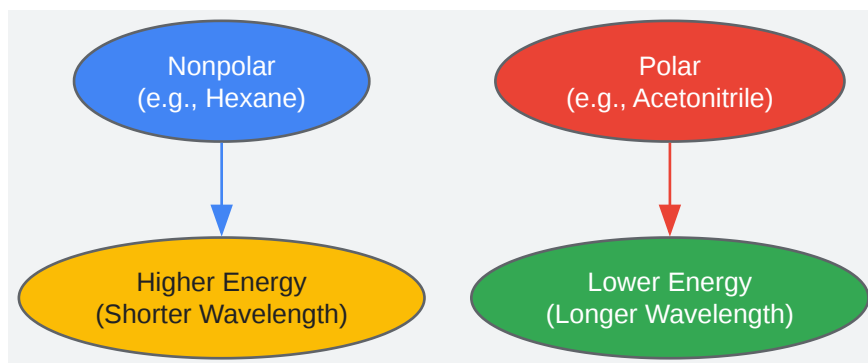 Nonpolar
(e.g., Hexane)
Polar
(e.g., Acetonitrile)
Higher Energy
(Shorter Wavelength)
Lower Energy
(Longer Wavelength)